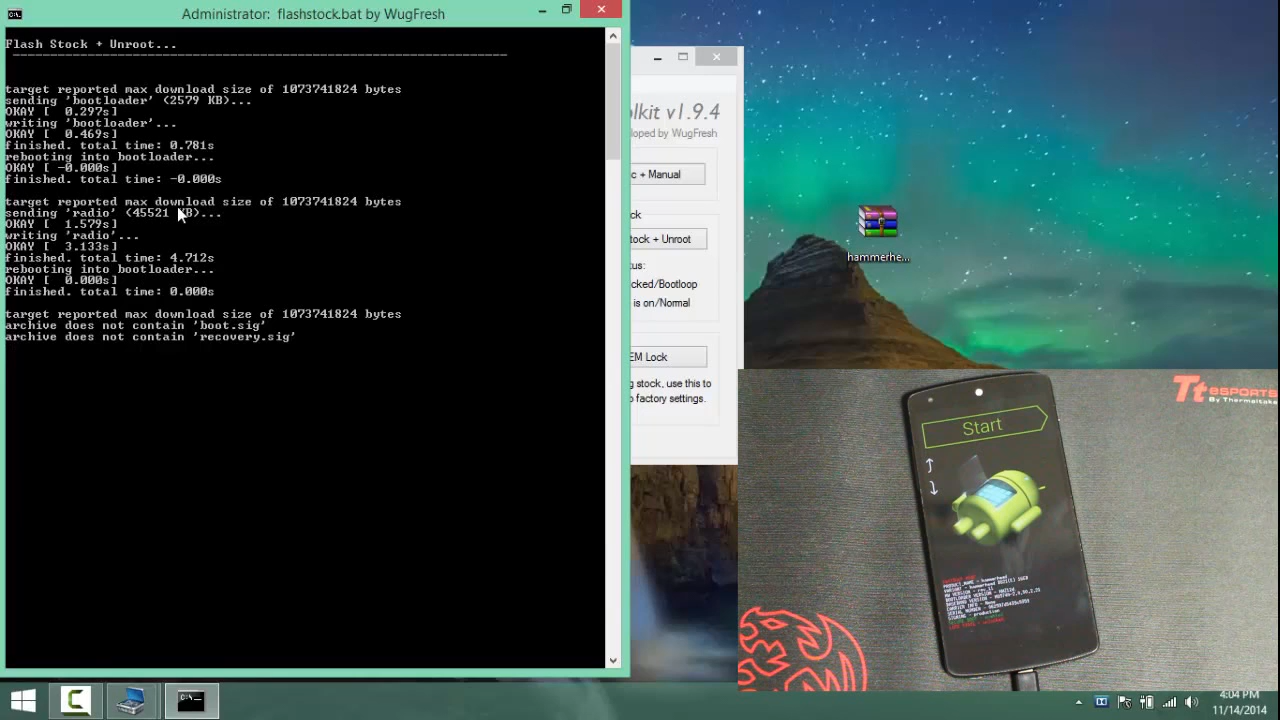 Administrator: flashstock.bat by WugFresh
Flash Stock + Unroot...
target reported max download size of 1073741824 bytes
sending 'bootloader' (2579 KB)...
OKAY [  0.297s]
writing 'bootloader'...
OKAY [  0.469s]
finished. total time: 0.781s
rebooting into bootloader...
OKAY [ -0.000s]
finished. total time: -0.000s
target reported max download size of 1073741824 bytes
sending 'radio' (45521 KB)...
OKAY [  1.579s]
writing 'radio'...
OKAY [  3.133s]
finished. total time: 4.712s
rebooting into bootloader...
OKAY [  0.000s]
finished. total time: 0.000s
target reported max download size of 1073741824 bytes
archive does not contain 'boot.sig'
archive does not contain 'recovery.sig'
olkit v1.9.4
loped by WugFresh
c + Manual
ck
tock + Unroot
tus:
cked/Bootloop
is on/Normal
EM Lock
g stock, use this to
o factory settings.
hammerhe...
Tt eSPORTS
By Thermaltake
Start
PRODUCT_NAME - hammerhead
4:04 PM
11/14/2014